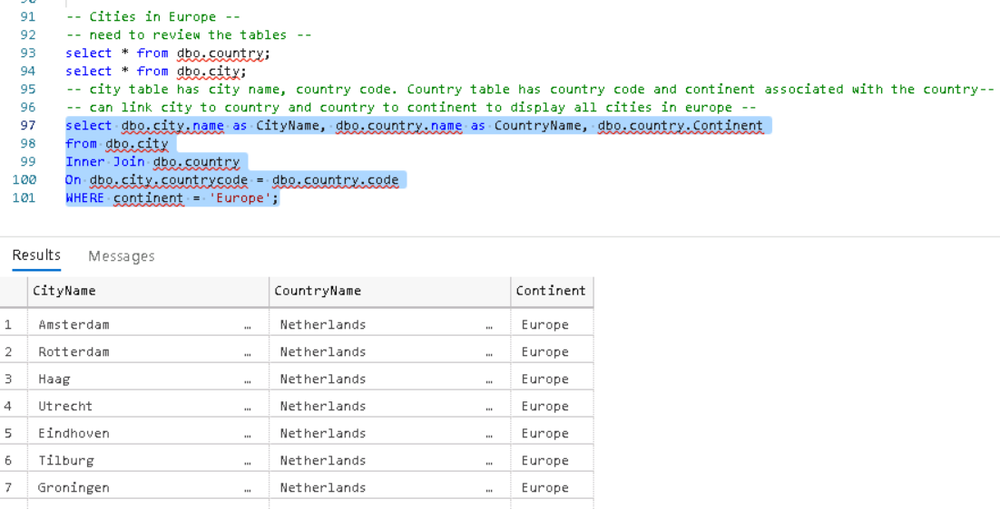 91 -- Cities in Europe --
92 -- need to review the tables --
93 select * from dbo.country;
94 select * from dbo.city;
95 -- city table has city name, country code. Country table has country code and continent associated with the country--
96 -- can link city to country and country to continent to display all cities in europe --
97 select dbo.city.name as CityName, dbo.country.name as CountryName, dbo.country.Continent
98 from dbo.city
99 Inner Join dbo.country
100 On dbo.city.countrycode = dbo.country.code
101 WHERE continent = 'Europe';
Results Messages
CityName CountryName Continent
1 Amsterdam … Netherlands … Europe
2 Rotterdam … Netherlands … Europe
3 Haag … Netherlands … Europe
4 Utrecht … Netherlands … Europe
5 Eindhoven … Netherlands … Europe
6 Tilburg … Netherlands … Europe
7 Groningen … Netherlands … Europe